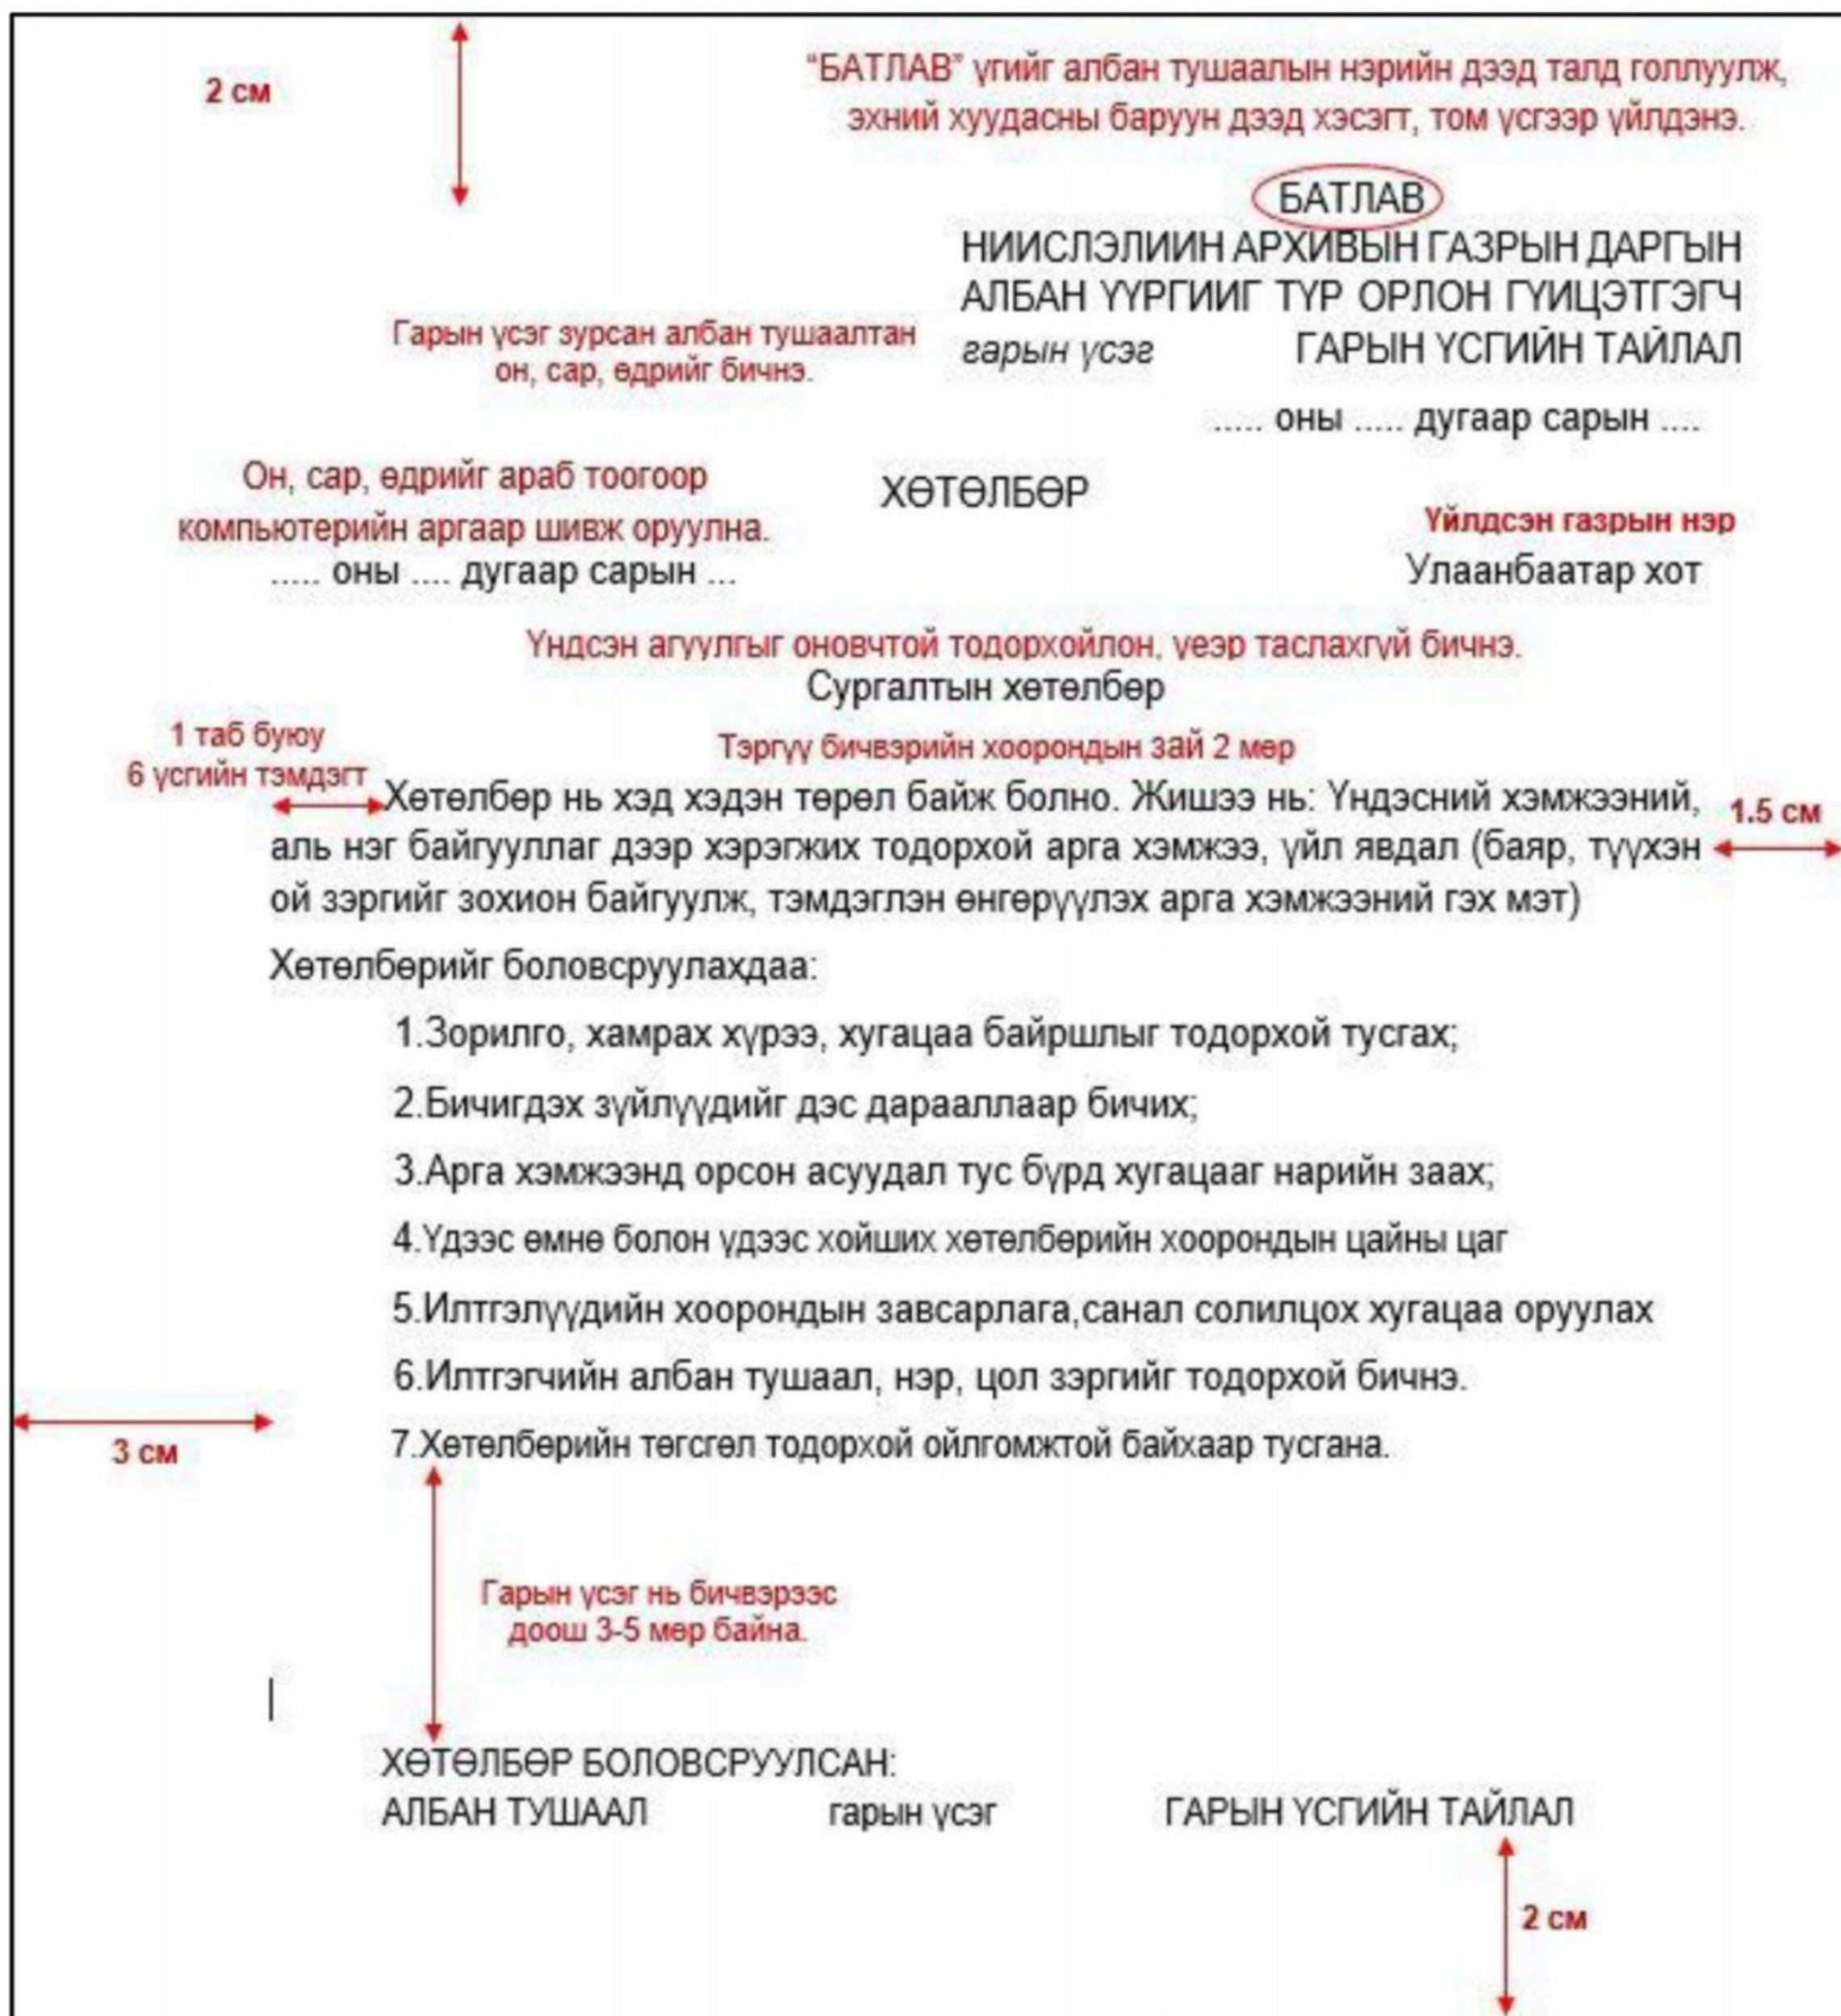 2 см
“БАТЛАВ” үгийг албан тушаалын нэрийн дээд талд голлуулж,
эхний хуудасны баруун дээд хэсэгт, том үсгээр үйлдэнэ.
БАТЛАВ
НИИСЛЭЛИИН АРХИВЫН ГАЗРЫН ДАРГЫН
АЛБАН ҮҮРГИИГ ТҮР ОРЛОН ГҮИЦЭТГЭГЧ
Гарын үсэг зурсан албан тушаалтан
он, сар, өдрийг бичнэ.
гарын үсэг ГАРЫН ҮСГИЙН ТАЙЛАЛ
..... оны ..... дугаар сарын ....
Он, сар, өдрийг араб тоогоор
компьютерийн аргаар шивж оруулна.
ХӨТӨЛБӨР
Үйлдсэн газрын нэр
..... оны .... дугаар сарын ...
Улаанбаатар хот
Үндсэн агуулгыг оновчтой тодорхойлон, үеэр таслахгүй бичнэ.
Сургалтын хөтөлбөр
1 таб буюу
6 үсгийн тэмдэгт
Тэргүү бичвэрийн хоорондын зай 2 мөр
Хөтөлбөр нь хэд хэдэн төрөл байж болно. Жишээ нь: Үндэсний хэмжээний,
1.5 см
аль нэг байгууллаг дээр хэрэгжих тодорхой арга хэмжээ, үйл явдал (баяр, түүхэн
ой зэргийг зохион байгуулж, тэмдэглэн өнгөрүүлэх арга хэмжээний гэх мэт)
Хөтөлбөрийг боловсруулахдаа:
1.Зорилго, хамрах хүрээ, хугацаа байршлыг тодорхой тусгах;
2.Бичигдэх зүйлүүдийг дэс дарааллаар бичих;
3.Арга хэмжээнд орсон асуудал тус бүрд хугацааг нарийн заах;
4.Үдээс өмнө болон үдээс хойших хөтөлбөрийн хоорондын цайны цаг
5.Илтгэлүүдийн хоорондын завсарлага,санал солилцох хугацаа оруулах
6.Илтгэгчийн албан тушаал, нэр, цол зэргийг тодорхой бичнэ.
3 см
7.Хөтөлбөрийн төгсгөл тодорхой ойлгомжтой байхаар тусгана.
Гарын үсэг нь бичвэрээс
доош 3-5 мөр байна.
ХӨТӨЛБӨР БОЛОВСРУУЛСАН:
АЛБАН ТУШААЛ гарын үсэг ГАРЫН ҮСГИЙН ТАЙЛАЛ
2 см